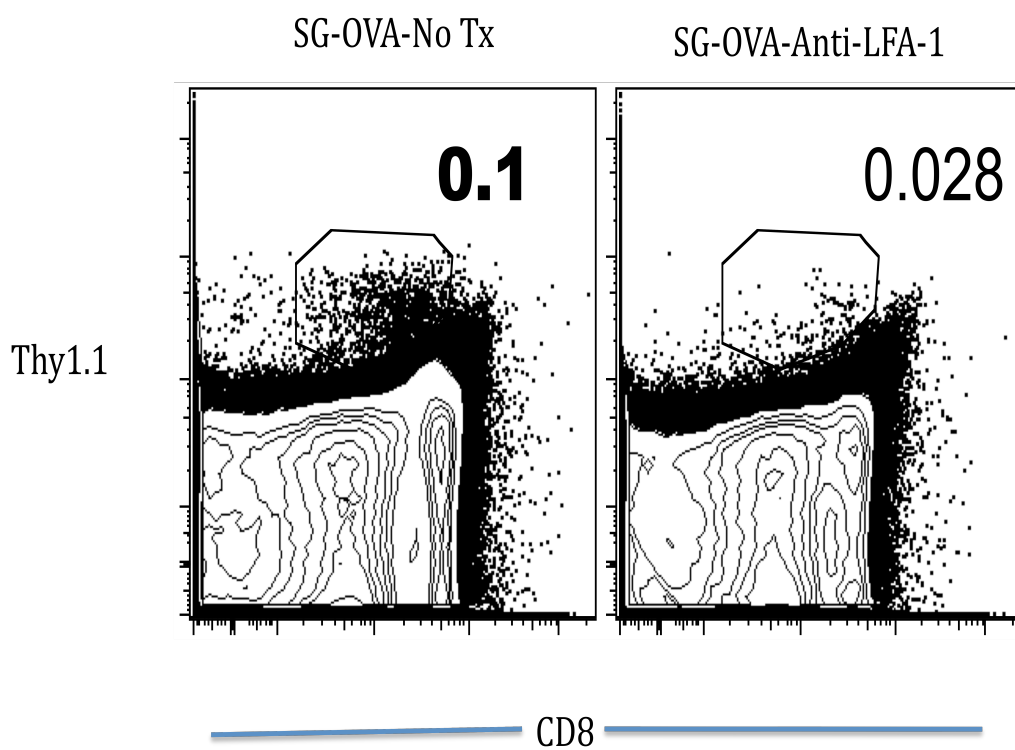 SG-OVA-No Tx
SG-OVA-Anti-LFA-1
0.1
0.028
Thy1.1
CD8